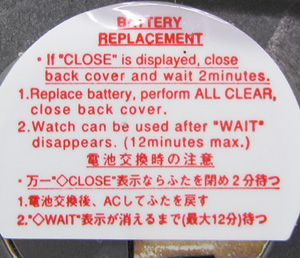 BATTERY
REPLACEMENT
・If "CLOSE" is displayed, close
back cover and wait 2minutes.
1.Replace battery, perform ALL CLEAR,
close back cover.
2.Watch can be used after "WAIT"
disappears. (12minutes max.)
電池交換時の注意
・万一"◇CLOSE"表示ならふたを閉め2分待つ
1.電池交換後、ACしてふたを戻す
2."◇WAIT"表示が消えるまで(最大12分)待つ